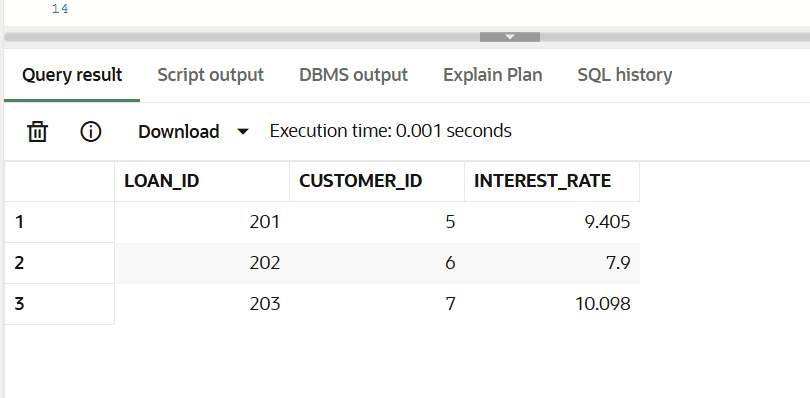 14
Query result Script output DBMS output Explain Plan SQL history
Download Execution time: 0.001 seconds
LOAN_ID CUSTOMER_ID INTEREST_RATE
1 201 5 9.405
2 202 6 7.9
3 203 7 10.098